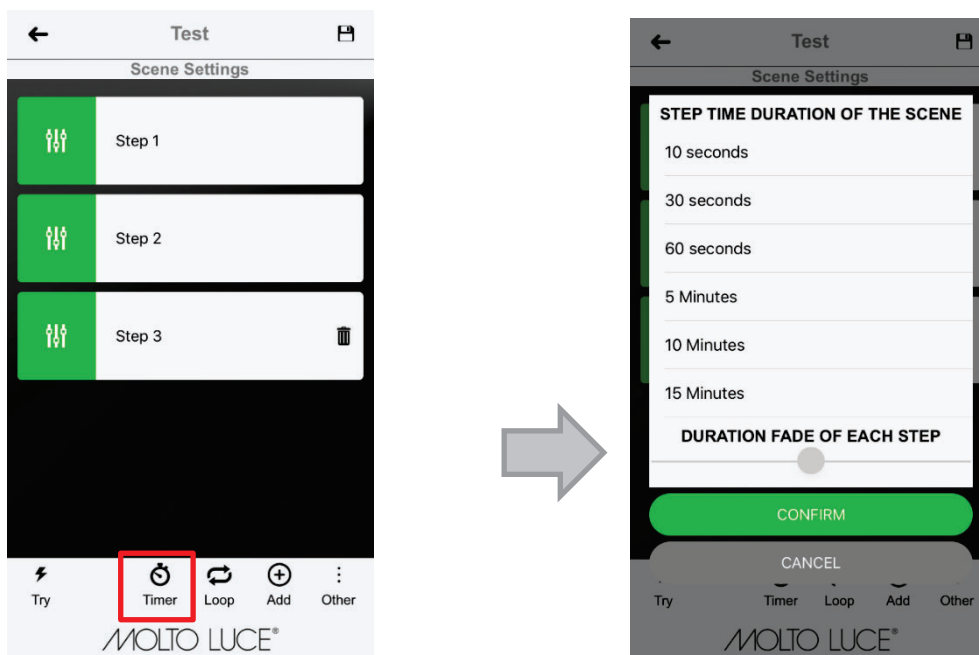 Test
Scene Settings
Step 1
Step 2
Step 3
Try
Timer
Loop
Add
Other
MOLTO LUCE®
Test
Scene Settings
STEP TIME DURATION OF THE SCENE
10 seconds
30 seconds
60 seconds
5 Minutes
10 Minutes
15 Minutes
DURATION FADE OF EACH STEP
CONFIRM
CANCEL
Try
Timer
Loop
Add
Other
MOLTO LUCE®